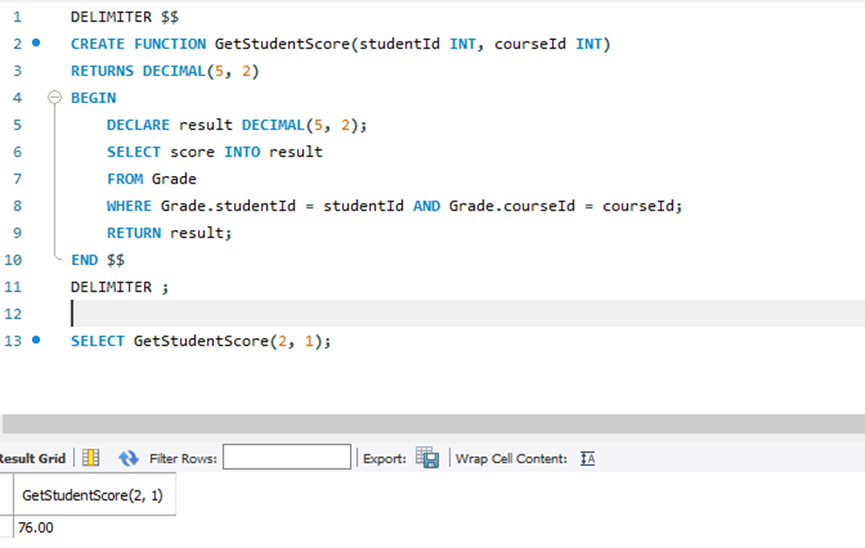 1 DELIMITER $$
2 CREATE FUNCTION GetStudentScore(studentId INT, courseId INT)
3 RETURNS DECIMAL(5, 2)
4 BEGIN
5 DECLARE result DECIMAL(5, 2);
6 SELECT score INTO result
7 FROM Grade
8 WHERE Grade.studentId = studentId AND Grade.courseId = courseId;
9 RETURN result;
10 END $$
11 DELIMITER ;
12
13 SELECT GetStudentScore(2, 1);
Result Grid Filter Rows: Export: Wrap Cell Content: IA
GetStudentScore(2, 1)
76.00